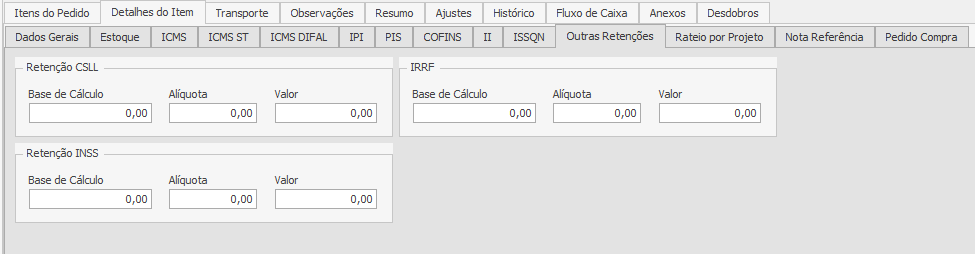 Itens do Pedido Detalhes do Item Transporte Observações Resumo Ajustes Histórico Fluxo de Caixa Anexos Desdobros
Dados Gerais Estoque ICMS ICMS ST ICMS DIFAL IPI PIS COFINS II ISSQN Outras Retenções Rateio por Projeto Nota Referência Pedido Compra
Retenção CSLL
Base de Cálculo Alíquota Valor
0,00 0,00 0,00
IRRF
Base de Cálculo Alíquota Valor
0,00 0,00 0,00
Retenção INSS
Base de Cálculo Alíquota Valor
0,00 0,00 0,00